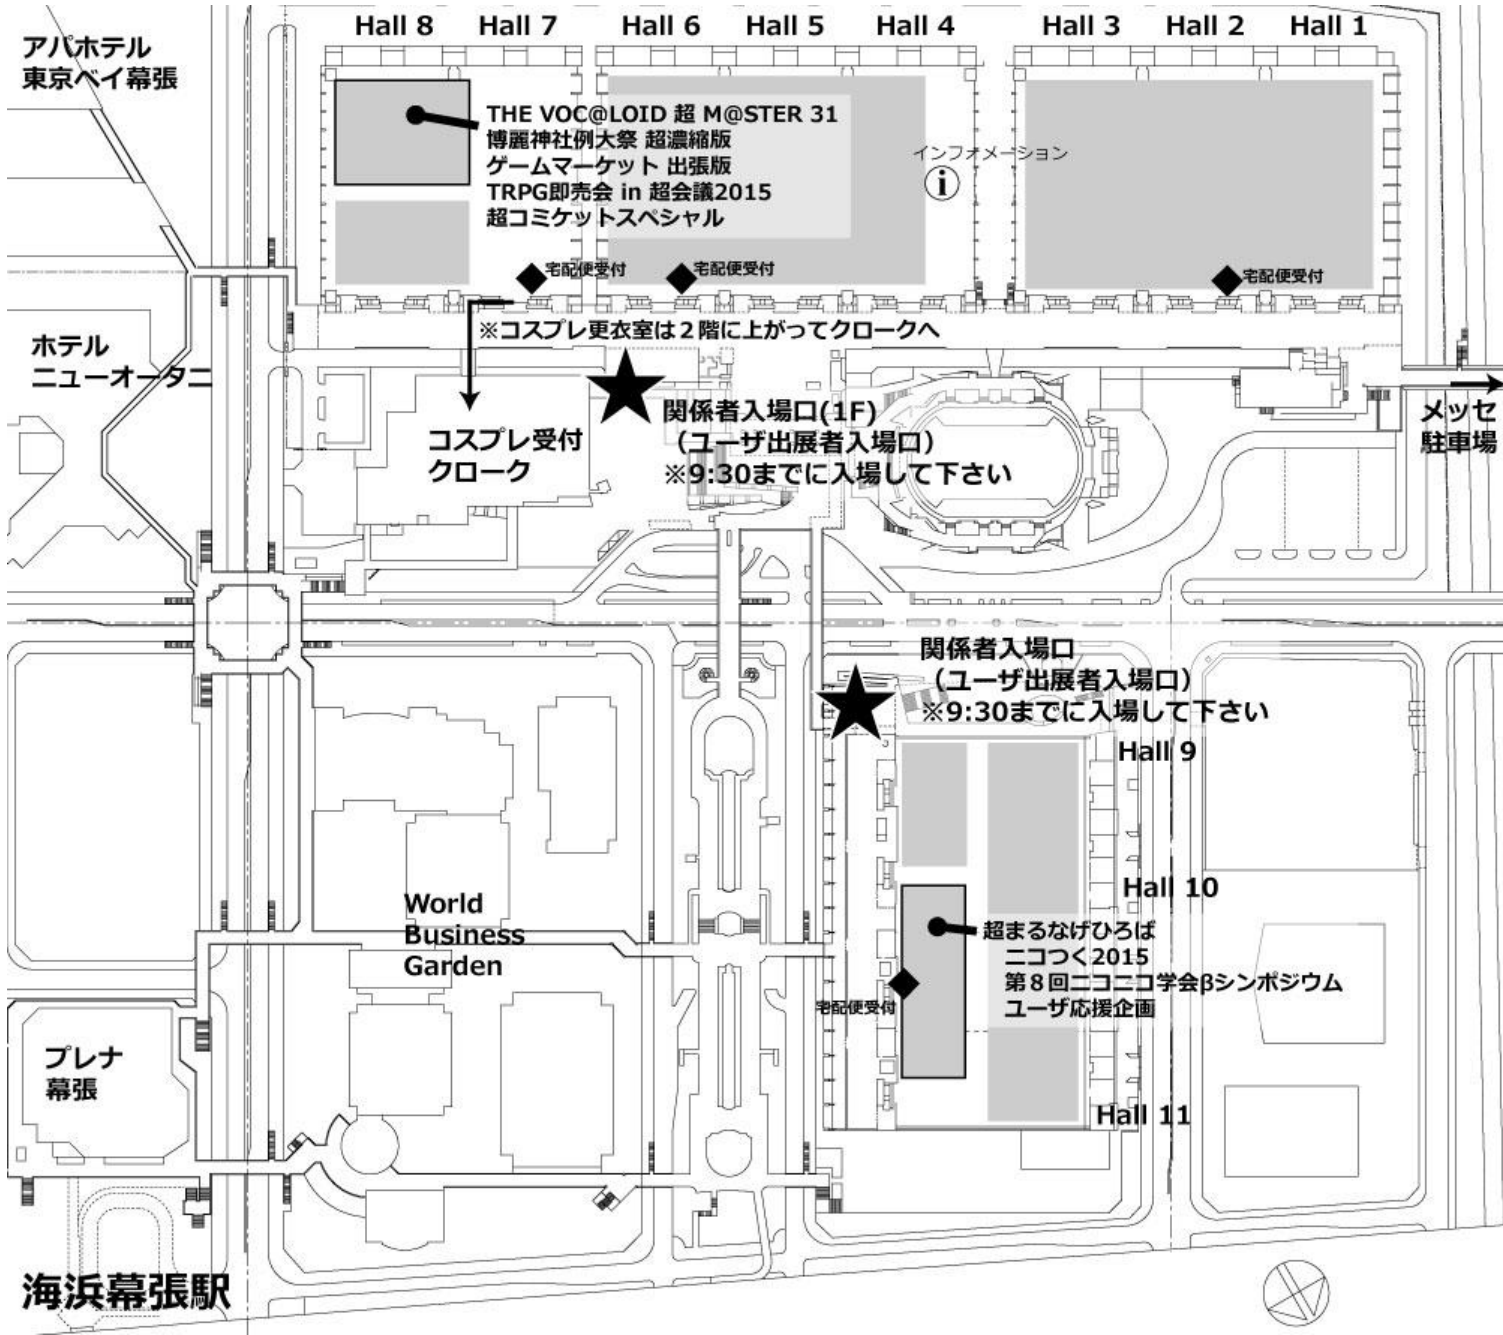 Hall 8
Hall 7
Hall 6
Hall 5
Hall 4
Hall 3
Hall 2
Hall 1
アパホテル
東京ベイ幕張
THE VOC@LOID 超 M@STER 31
博麗神社例大祭 超濃縮版
ゲームマーケット 出張版
TRPG即売会 in 超会議2015
超コミケットスペシャル
インフォメーション
i
宅配便受付
宅配便受付
宅配便受付
※コスプレ更衣室は2階に上がってクロークへ
ホテル
ニューオータニ
コスプレ受付
クローク
関係者入場口(1F)
（ユーザ出展者入場口）
※9:30までに入場して下さい
メッセ
駐車場
関係者入場口
（ユーザ出展者入場口）
※9:30までに入場して下さい
Hall 9
Hall 10
World
Business
Garden
超まるなげひろば
ニコつく2015
第8回ニコニコ学会βシンポジウム
ユーザ応援企画
宅配便受付
プレナ
幕張
Hall 11
海浜幕張駅